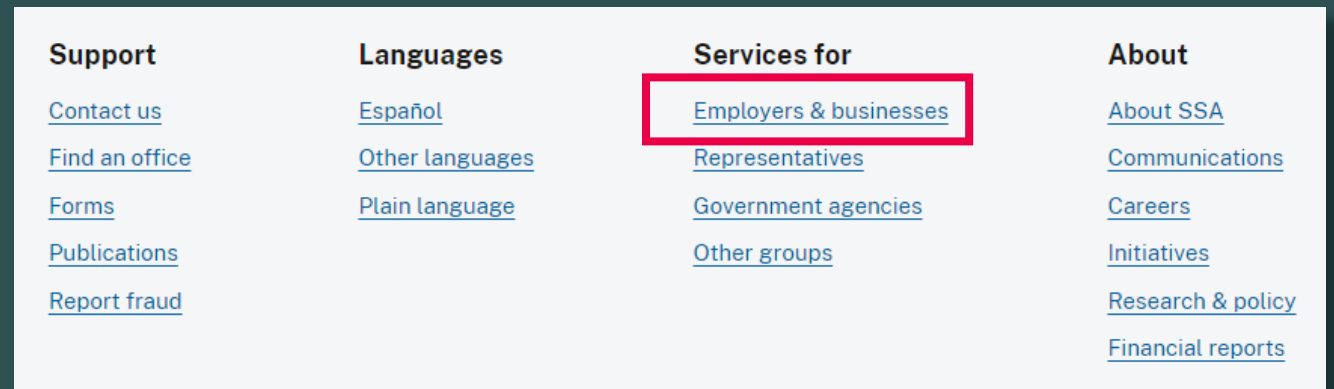 Support
Contact us
Find an office
Forms
Publications
Report fraud
Languages
Español
Other languages
Plain language
Services for
Employers & businesses
Representatives
Government agencies
Other groups
About
About SSA
Communications
Careers
Initiatives
Research & policy
Financial reports